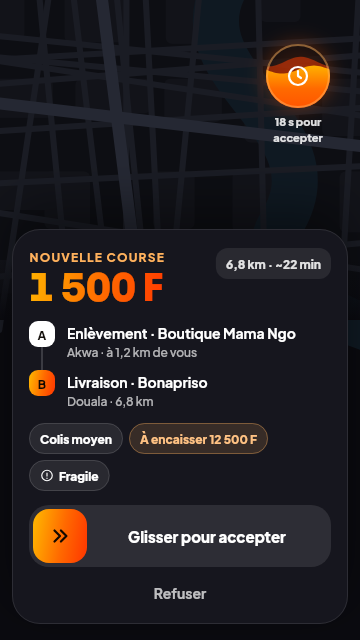 18 s pour
accepter
NOUVELLE COURSE
1 500 F
6,8 km · ~22 min
A
Enlèvement · Boutique Mama Ngo
Akwa · à 1,2 km de vous
B
Livraison · Bonapriso
Douala · 6,8 km
Colis moyen
À encaisser 12 500 F
Fragile
Glisser pour accepter
Refuser